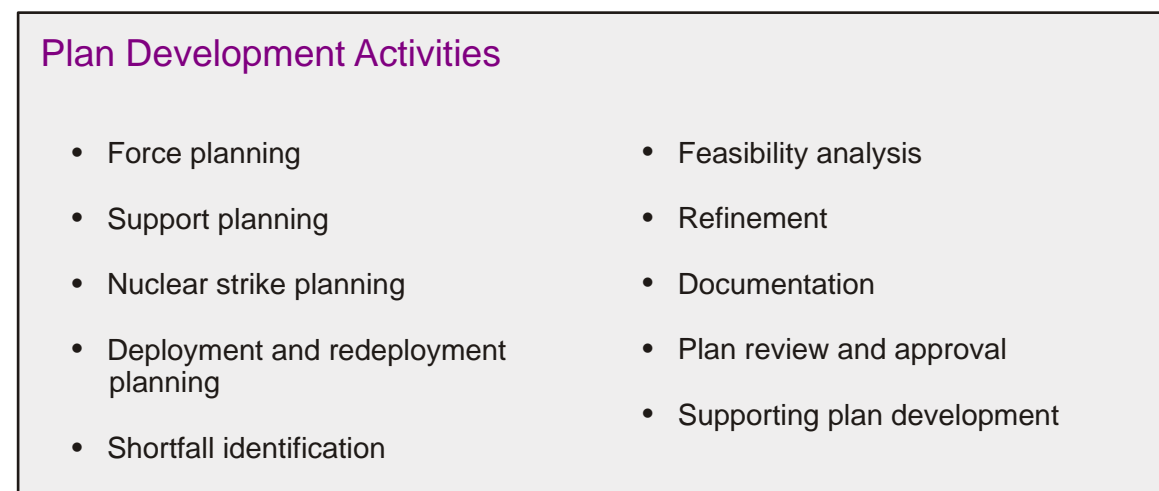 Plan Development Activities
• Force planning
• Support planning
• Nuclear strike planning
• Deployment and redeployment
planning
• Shortfall identification
• Feasibility analysis
• Refinement
• Documentation
• Plan review and approval
• Supporting plan development